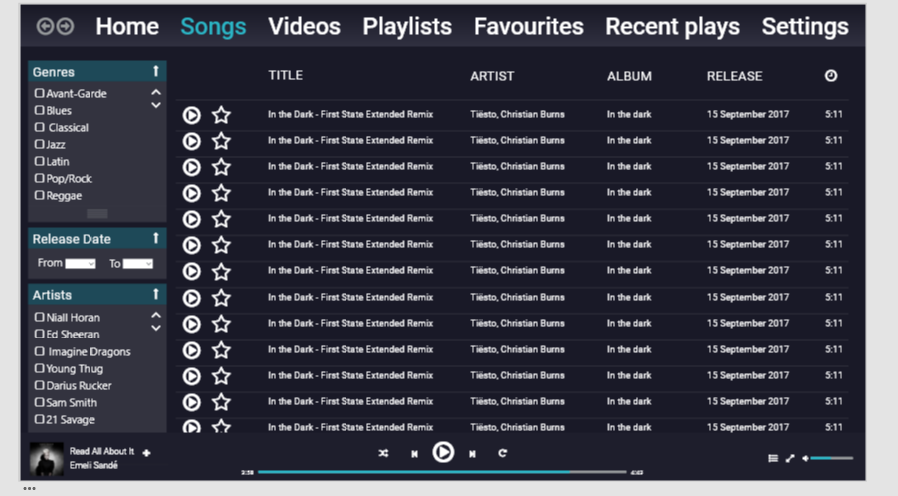 Home Songs Videos Playlists Favourites Recent plays Settings
Genres
Avant-Garde
Blues
Classical
Jazz
Latin
Pop/Rock
Reggae
Release Date
From To
Artists
Niall Horan
Ed Sheeran
Imagine Dragons
Young Thug
Darius Rucker
Sam Smith
21 Savage
TITLE ARTIST ALBUM RELEASE
In the Dark - First State Extended Remix Tiësto, Christian Burns In the dark 15 September 2017 5:11
In the Dark - First State Extended Remix Tiësto, Christian Burns In the dark 15 September 2017 5:11
In the Dark - First State Extended Remix Tiësto, Christian Burns In the dark 15 September 2017 5:11
In the Dark - First State Extended Remix Tiësto, Christian Burns In the dark 15 September 2017 5:11
In the Dark - First State Extended Remix Tiësto, Christian Burns In the dark 15 September 2017 5:11
In the Dark - First State Extended Remix Tiësto, Christian Burns In the dark 15 September 2017 5:11
In the Dark - First State Extended Remix Tiësto, Christian Burns In the dark 15 September 2017 5:11
In the Dark - First State Extended Remix Tiësto, Christian Burns In the dark 15 September 2017 5:11
In the Dark - First State Extended Remix Tiësto, Christian Burns In the dark 15 September 2017 5:11
In the Dark - First State Extended Remix Tiësto, Christian Burns In the dark 15 September 2017 5:11
In the Dark - First State Extended Remix Tiësto, Christian Burns In the dark 15 September 2017 5:11
In the Dark - First State Extended Remix Tiësto, Christian Burns In the dark 15 September 2017 5:11
In the Dark - First State Extended Remix Tiësto, Christian Burns In the dark 15 September 2017 5:11
Read All About It
Emeli Sandé